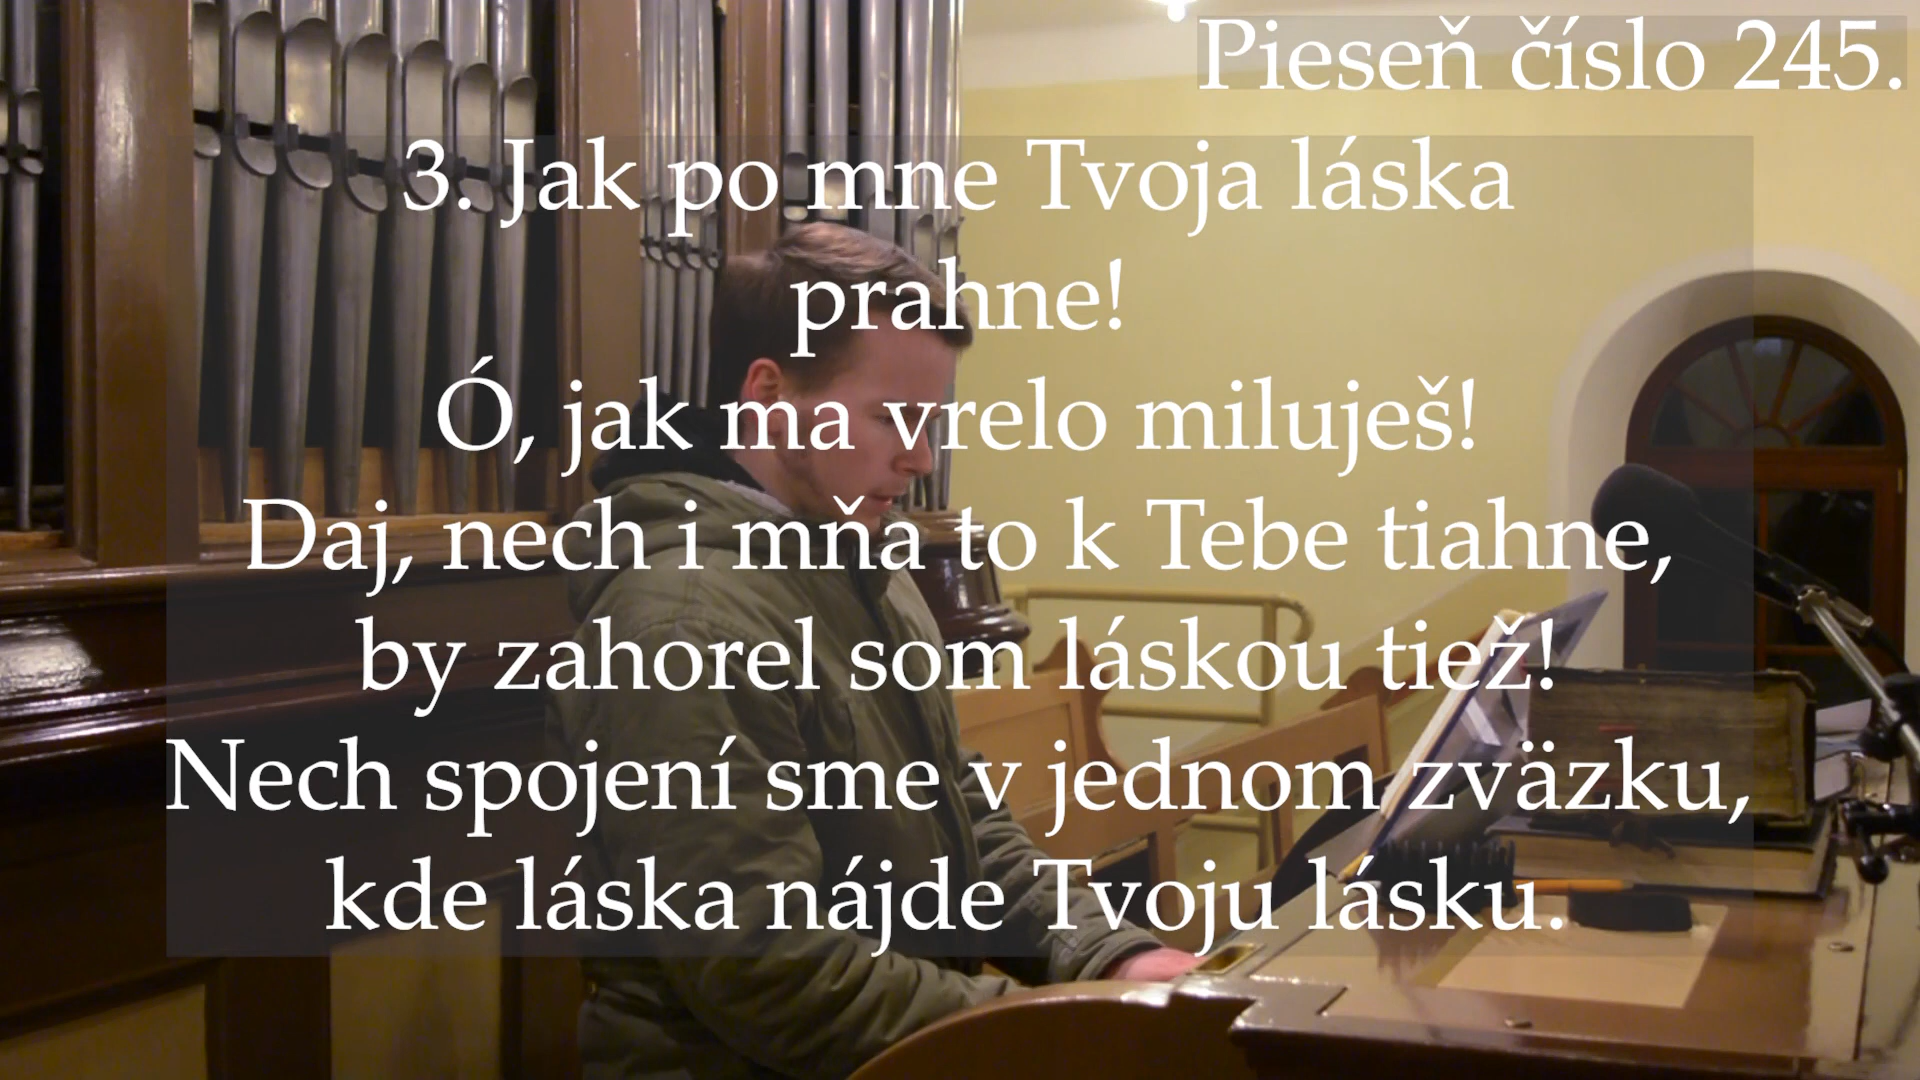 Pieseň číslo 245.
3. Jak po mne Tvoja láska
prahne!
Ó, jak ma vrelo miluješ!
Daj, nech i mňa to k Tebe tiahne,
by zahorel som láskou tiež!
Nech spojení sme v jednom zväzku,
kde láska nájde Tvoju lásku.